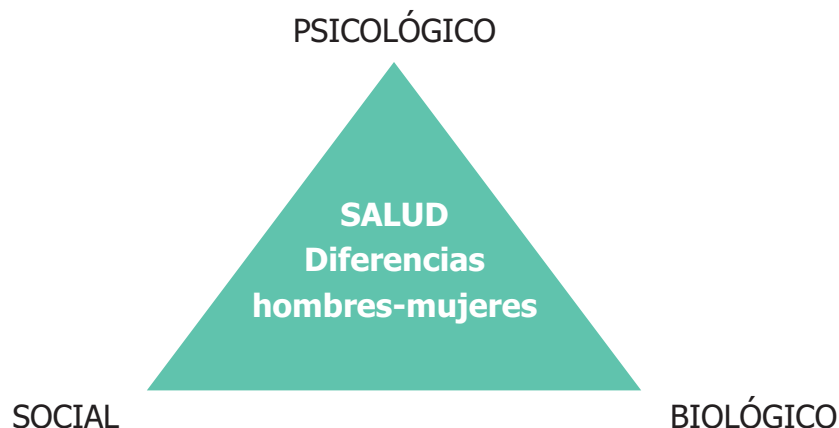 PSICOLÓGICO
SALUD
Diferencias
hombres-mujeres
SOCIAL
BIOLÓGICO